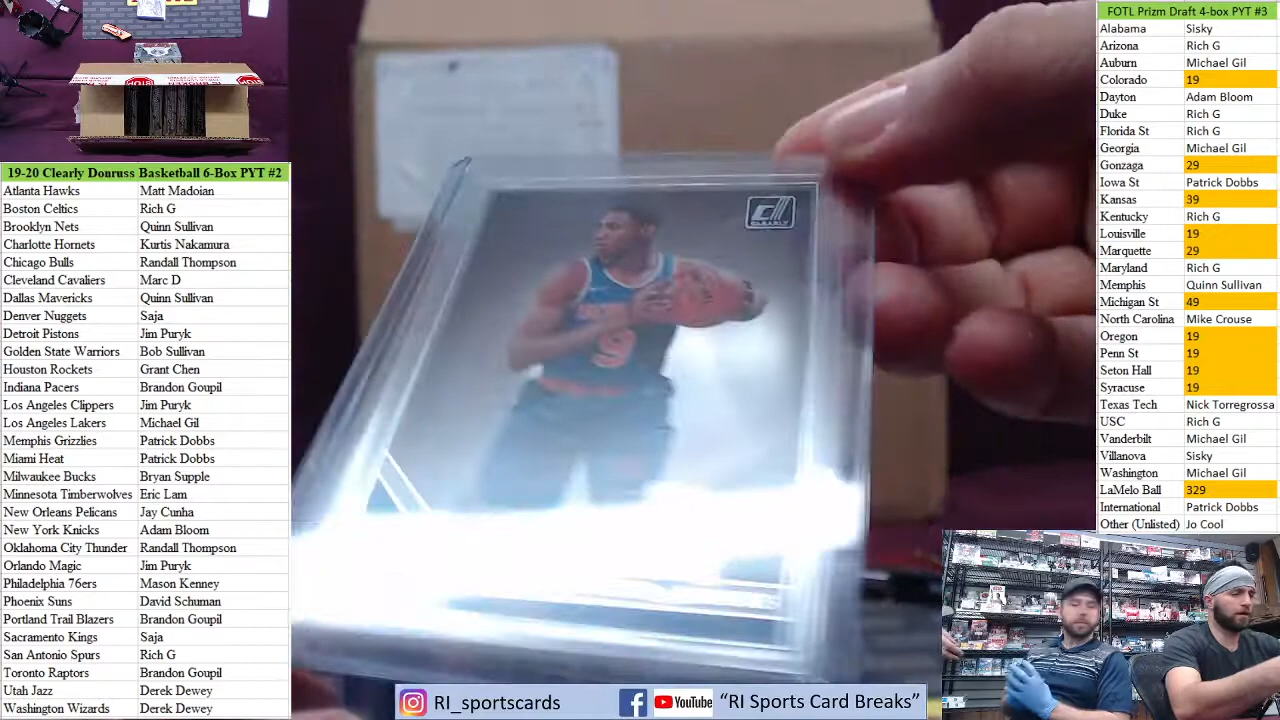 19-20 Clearly Donruss Basketball 6-Box PYT #2
Atlanta Hawks Matt Madoian
Boston Celtics Rich G
Brooklyn Nets Quinn Sullivan
Charlotte Hornets Kurtis Nakamura
Chicago Bulls Randall Thompson
Cleveland Cavaliers Marc D
Dallas Mavericks Quinn Sullivan
Denver Nuggets Saja
Detroit Pistons Jim Puryk
Golden State Warriors Bob Sullivan
Houston Rockets Grant Chen
Indiana Pacers Brandon Goupil
Los Angeles Clippers Jim Puryk
Los Angeles Lakers Michael Gil
Memphis Grizzlies Patrick Dobbs
Miami Heat Patrick Dobbs
Milwaukee Bucks Bryan Supple
Minnesota Timberwolves Eric Lam
New Orleans Pelicans Jay Cunha
New York Knicks Adam Bloom
Oklahoma City Thunder Randall Thompson
Orlando Magic Jim Puryk
Philadelphia 76ers Mason Kenney
Phoenix Suns David Schuman
Portland Trail Blazers Brandon Goupil
Sacramento Kings Saja
San Antonio Spurs Rich G
Toronto Raptors Brandon Goupil
Utah Jazz Derek Dewey
Washington Wizards Derek Dewey
STOP
CLEARLY
9
RI_sportscards YouTube “RI Sports Card Breaks”
FOTL Prizm Draft 4-box PYT #3
Alabama Sisky
Arizona Rich G
Auburn Michael Gil
Colorado 19
Dayton Adam Bloom
Duke Rich G
Florida St Rich G
Georgia Michael Gil
Gonzaga 29
Iowa St Patrick Dobbs
Kansas 39
Kentucky Rich G
Louisville 19
Marquette 29
Maryland Rich G
Memphis Quinn Sullivan
Michigan St 49
North Carolina Mike Crouse
Oregon 19
Penn St 19
Seton Hall 19
Syracuse 19
Texas Tech Nick Torregrossa
USC Rich G
Vanderbilt Michael Gil
Villanova Sisky
Washington Michael Gil
LaMelo Ball 329
International Patrick Dobbs
Other (Unlisted) Jo Cool